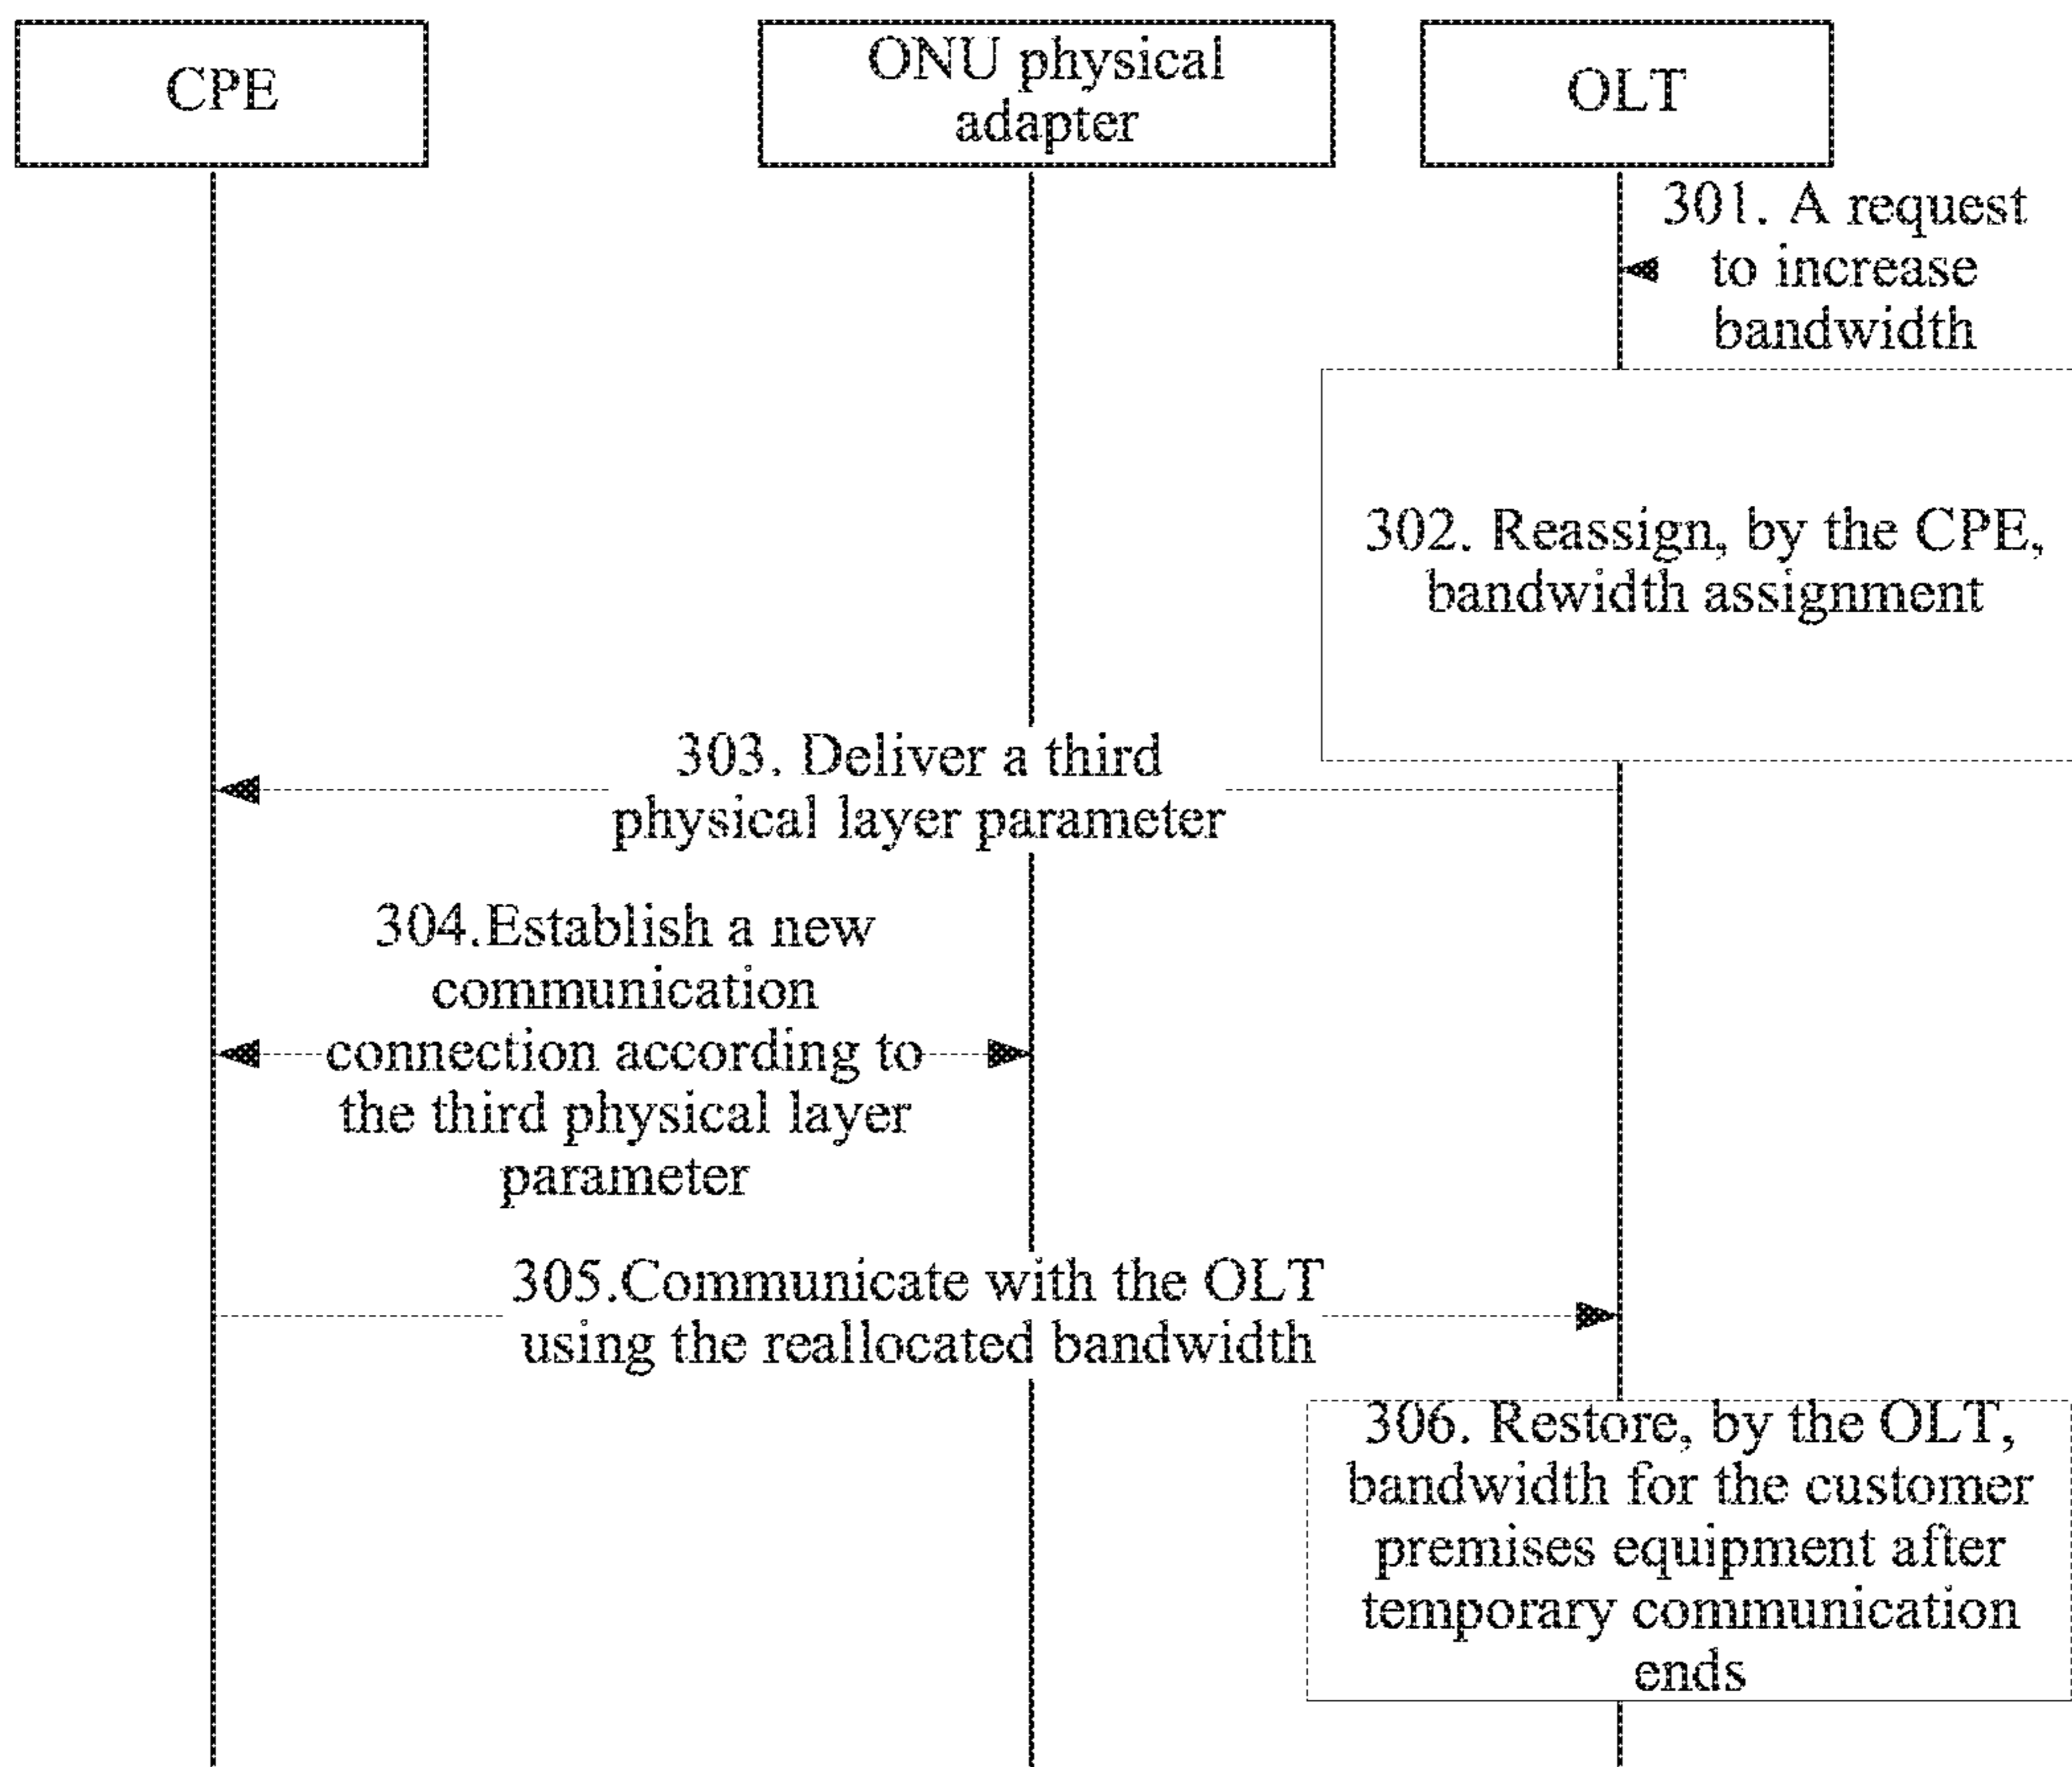 CPE
ONU physical
adapter
OLT
301. A request
to increase
bandwidth
302. Reassign, by the CPE,
bandwidth assignment
303. Deliver a third
physical layer parameter
304.Establish a new
communication
connection according to
the third physical layer
parameter
305.Communicate with the OLT
using the reallocated bandwidth
306. Restore, by the OLT,
bandwidth for the customer
premises equipment after
temporary communication
ends